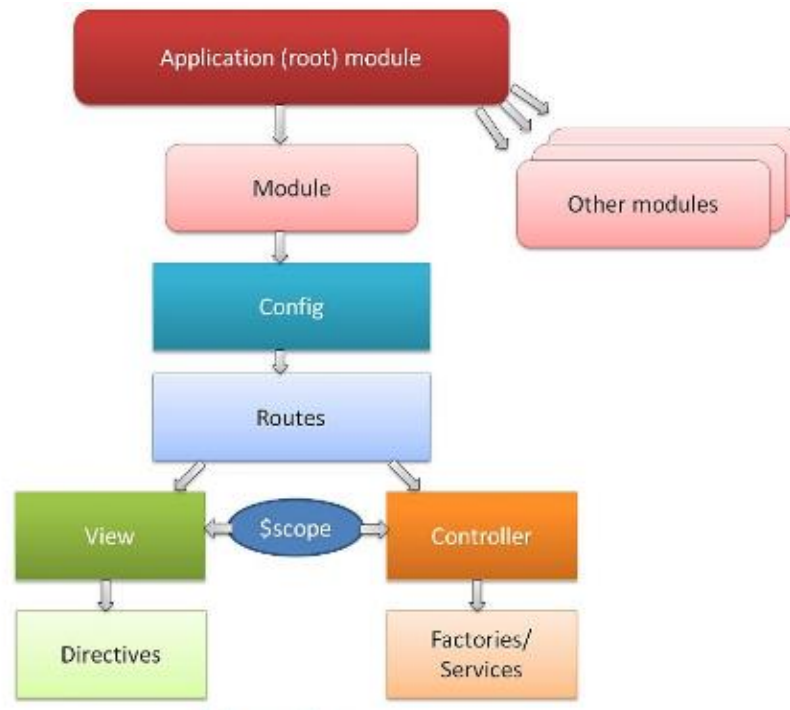 Application (root) module
Module
Other modules
Config
Routes
View
$scope
Controller
Directives
Factories/
Services